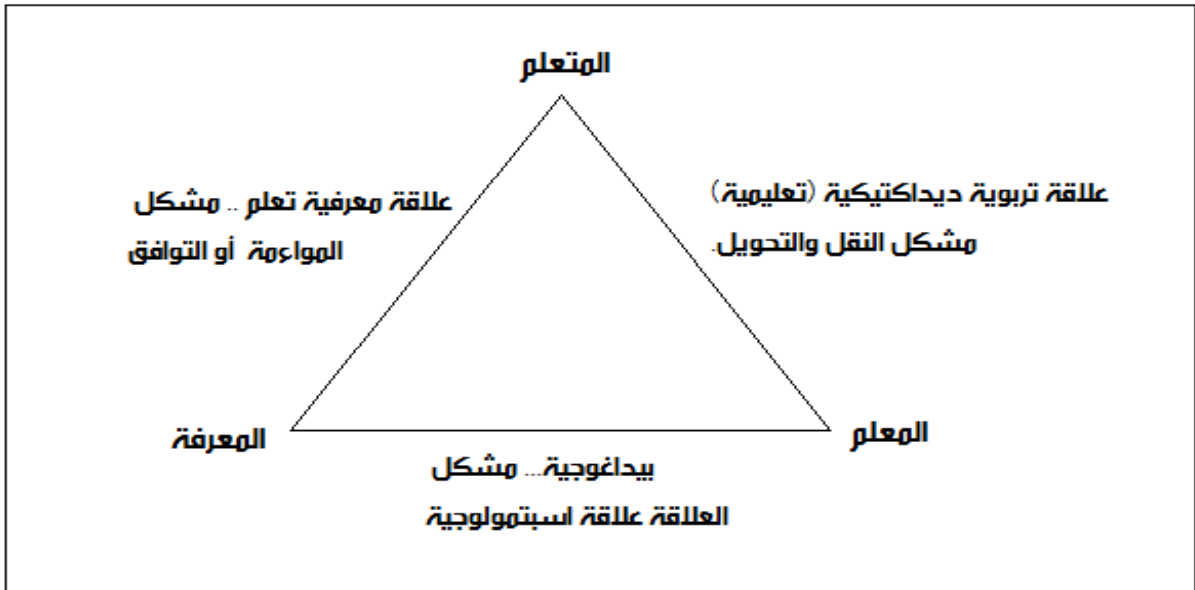 المتعلم
علاقة تربوية ديداكتيكية (تعليمية)
مشكل النقل والتحويل.
علاقة معرفية تعلم .. مشكل
المواءمة أو التوافق
المعلم
المعرفة
بيداغوجية... مشكل
العلاقة علاقة اسبتمولوجية